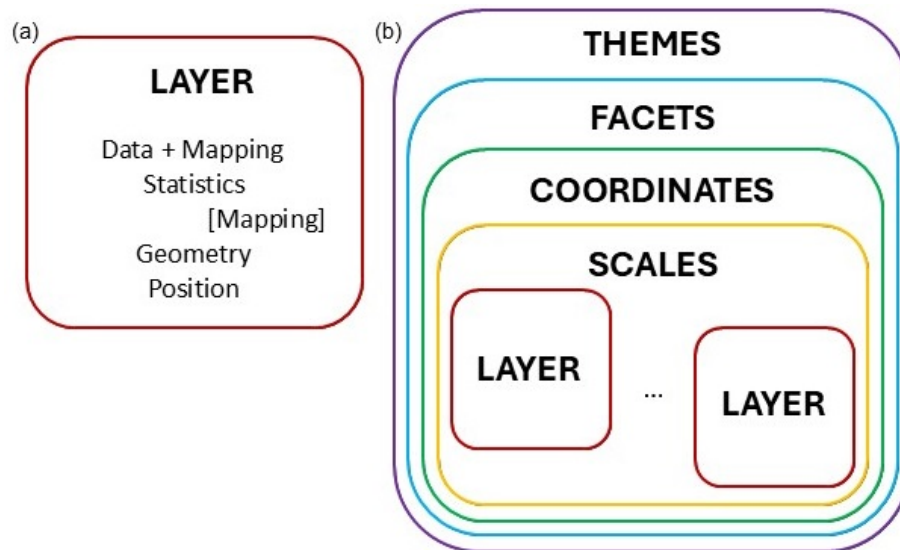 (a)
LAYER
Data + Mapping
Statistics
[Mapping]
Geometry
Position
(b)
THEMES
FACETS
COORDINATES
SCALES
LAYER
...
LAYER